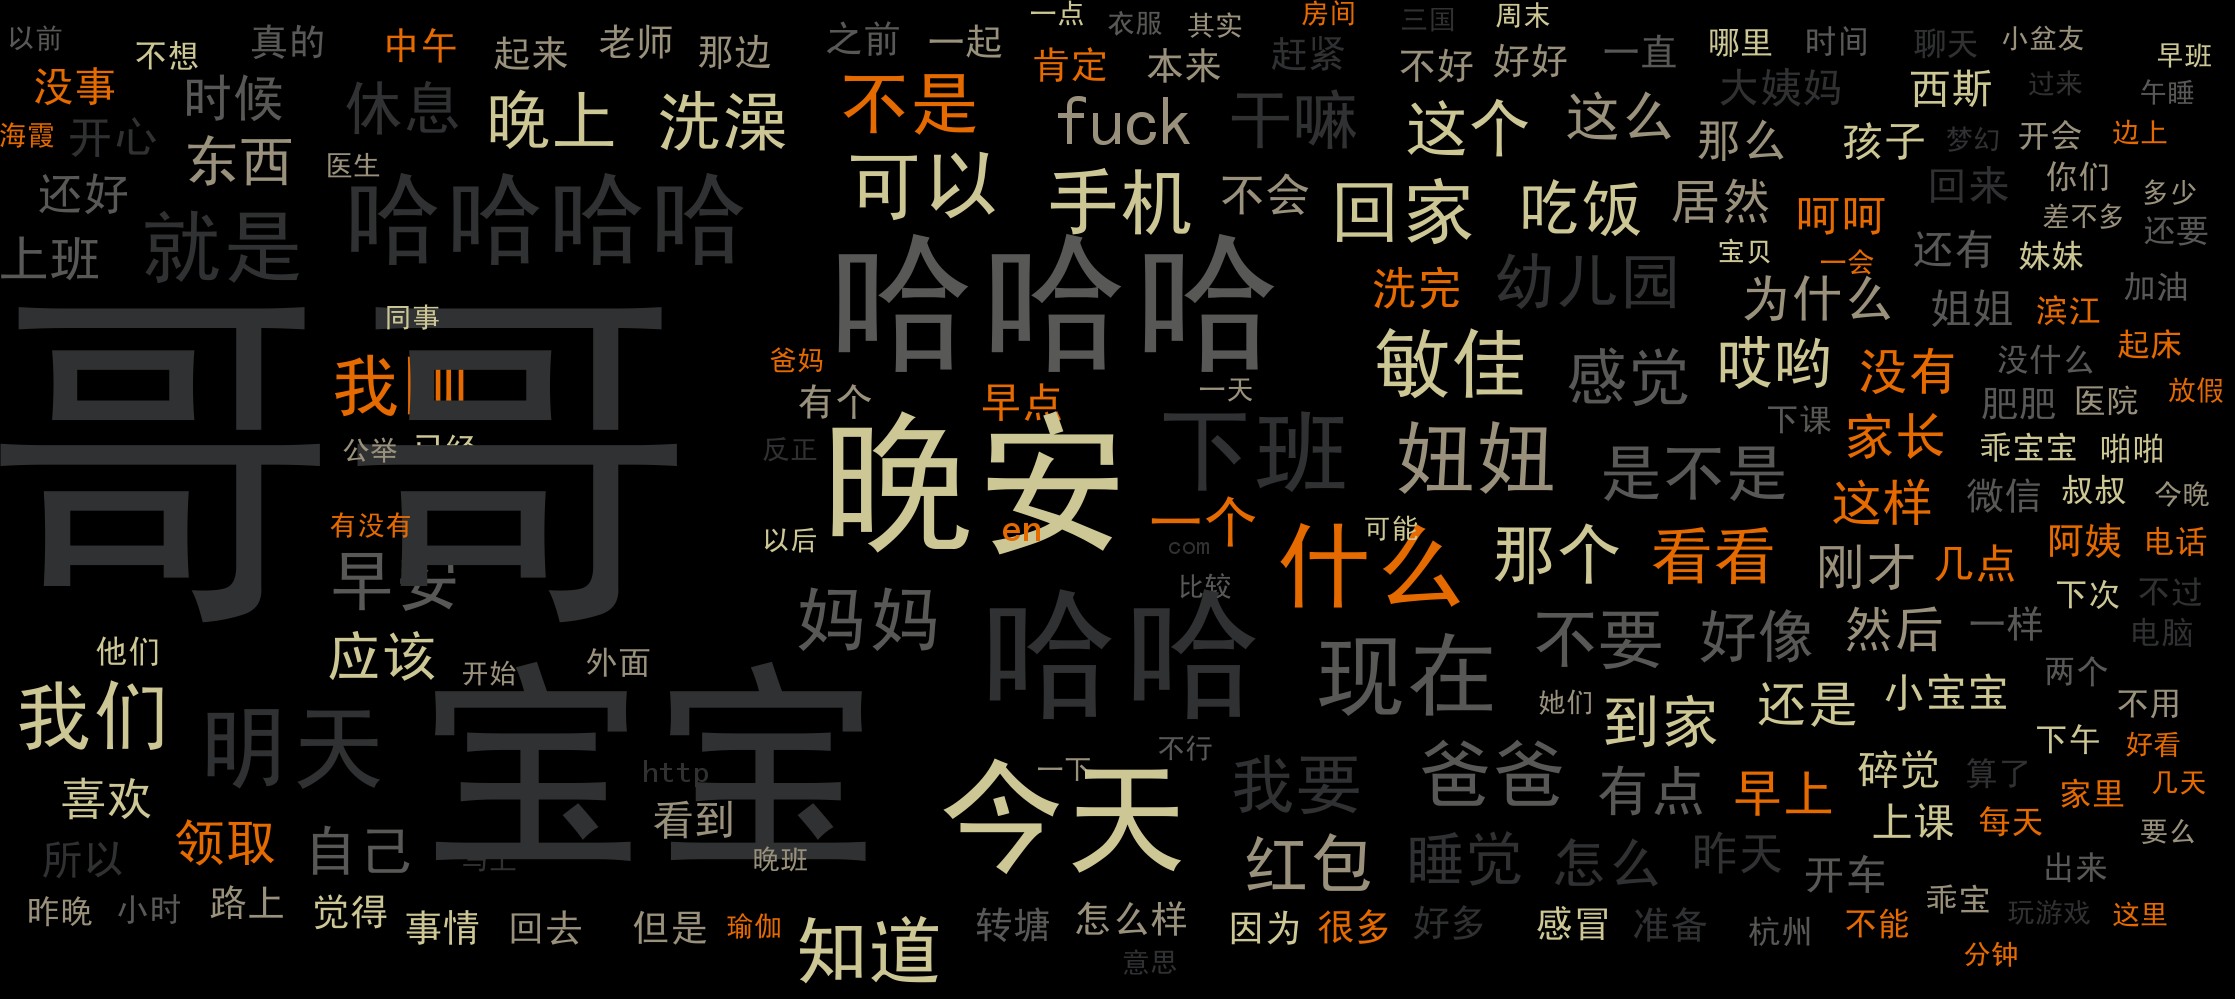 以前
不想
真的
中午
起来
老师
那边
之前
一起
一点
衣服
其实
房间
三国
周末
肯定
本来
赶紧
不好
好好
一直
哪里
时间
聊天
小盆友
早班
没事
时候
休息
晚上
洗澡
不是
fuck
干嘛
这个
这么
大姨妈
西斯
过来
午睡
海霞
开心
东西
医生
可以
手机
不会
回家
吃饭
居然
那么
孩子
梦幻
开会
边上
还好
就是
哈哈哈哈
呵呵
回来
你们
多少
差不多
还要
上班
哈哈哈
洗完
幼儿园
为什么
宝贝
一会
还有
妹妹
姐姐
滨江
加油
哥哥
同事
爸妈
有个
早点
一天
敏佳
感觉
哎哟
没有
没什么
起床
肥肥
医院
放假
公举
已经
反正
晚安
下班
妞妞
是不是
下课
家长
乖宝宝
啪啪
有没有
以后
en
一个
com
可能
什么
那个
看看
这样
微信
叔叔
今晚
早安
妈妈
比较
哈哈
刚才
几点
阿姨
电话
下次
不过
他们
应该
开始
外面
现在
不要
好像
然后
一样
电脑
我们
明天
宝宝
http
不行
一下
她们
到家
还是
小宝宝
两个
不用
喜欢
看到
今天
我要
爸爸
有点
早上
碎觉
算了
下午
好看
家里
几天
所以
领取
自己
马上
晚班
红包
睡觉
怎么
昨天
开车
上课
每天
要么
出来
昨晚
小时
路上
觉得
事情
回去
但是
瑜伽
知道
转塘
怎么样
意思
因为
很多
好多
感冒
准备
杭州
不能
乖宝
玩游戏
这里
分钟